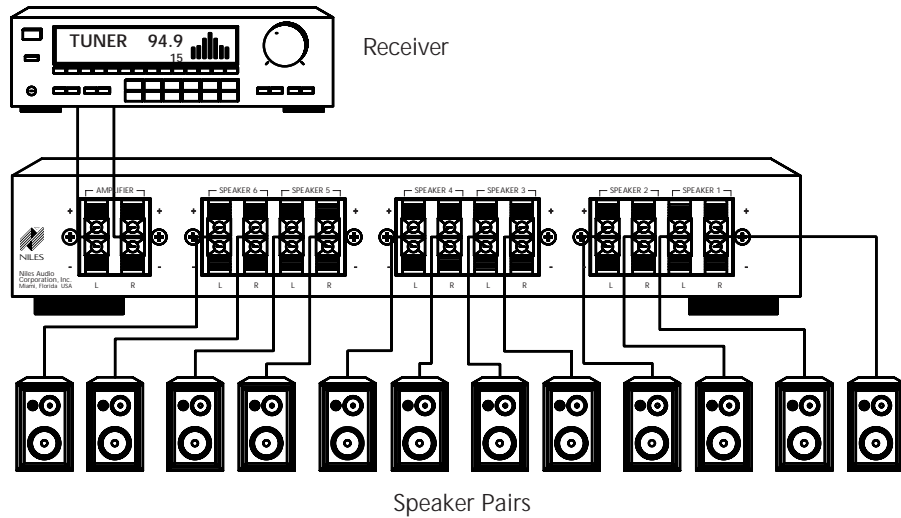 TUNER 94.9
15
Receiver
AMPLIFIER SPEAKER 6 SPEAKER 5 SPEAKER 4 SPEAKER 3 SPEAKER 2 SPEAKER 1
+ + + + + + + +
NILES
- - - - - - - -
Niles Audio
Corporation, Inc.
Miami, Florida USA
L R L R L R L R L R L R L R
Speaker Pairs